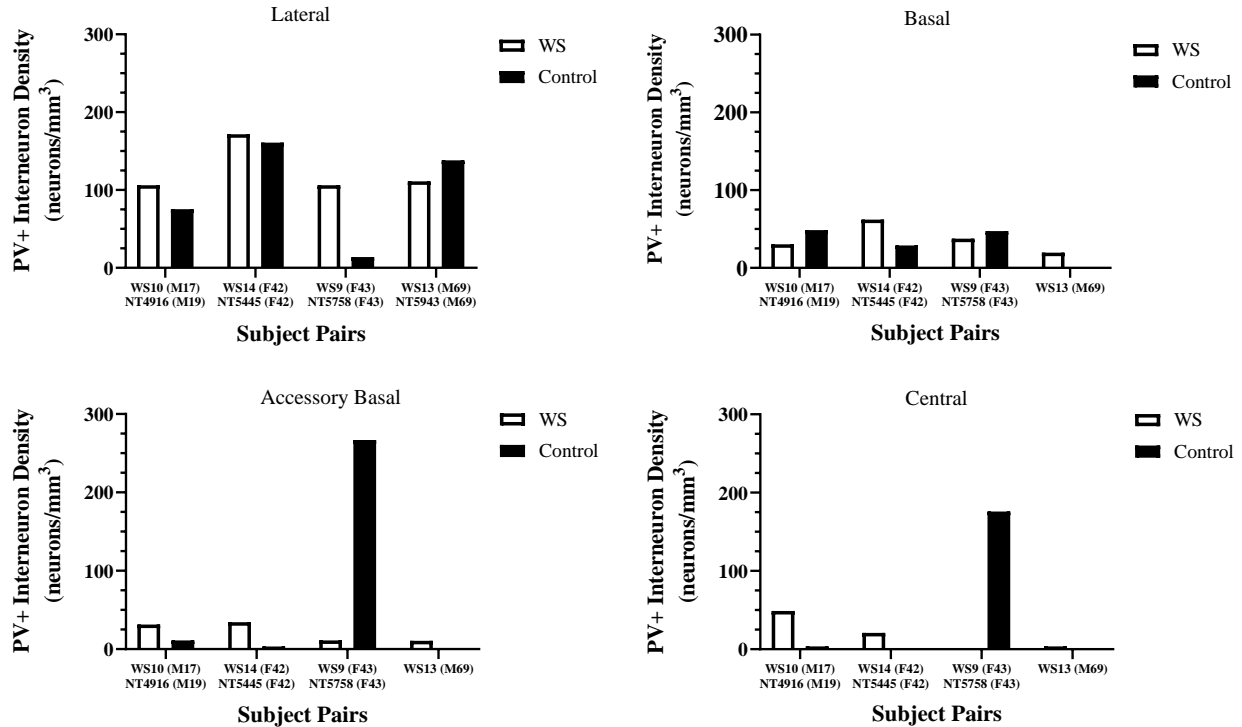 Lateral
PV+ Interneuron Density
(neurons/mm³)
300
200
100
0
WS
Control
WS10 (M17)
NT4916 (M19)
WS14 (F42)
NT5445 (F42)
WS9 (F43)
NT5758 (F43)
WS13 (M69)
NT5943 (M69)
Subject Pairs
Basal
PV+ Interneuron Density
(neurons/mm³)
300
200
100
0
WS
Control
WS10 (M17)
NT4916 (M19)
WS14 (F42)
NT5445 (F42)
WS9 (F43)
NT5758 (F43)
WS13 (M69)
Subject Pairs
Accessory Basal
PV+ Interneuron Density
(neurons/mm³)
300
200
100
0
WS
Control
WS10 (M17)
NT4916 (M19)
WS14 (F42)
NT5445 (F42)
WS9 (F43)
NT5758 (F43)
WS13 (M69)
Subject Pairs
Central
PV+ Interneuron Density
(neurons/mm³)
300
200
100
0
WS
Control
WS10 (M17)
NT4916 (M19)
WS14 (F42)
NT5445 (F42)
WS9 (F43)
NT5758 (F43)
WS13 (M69)
Subject Pairs